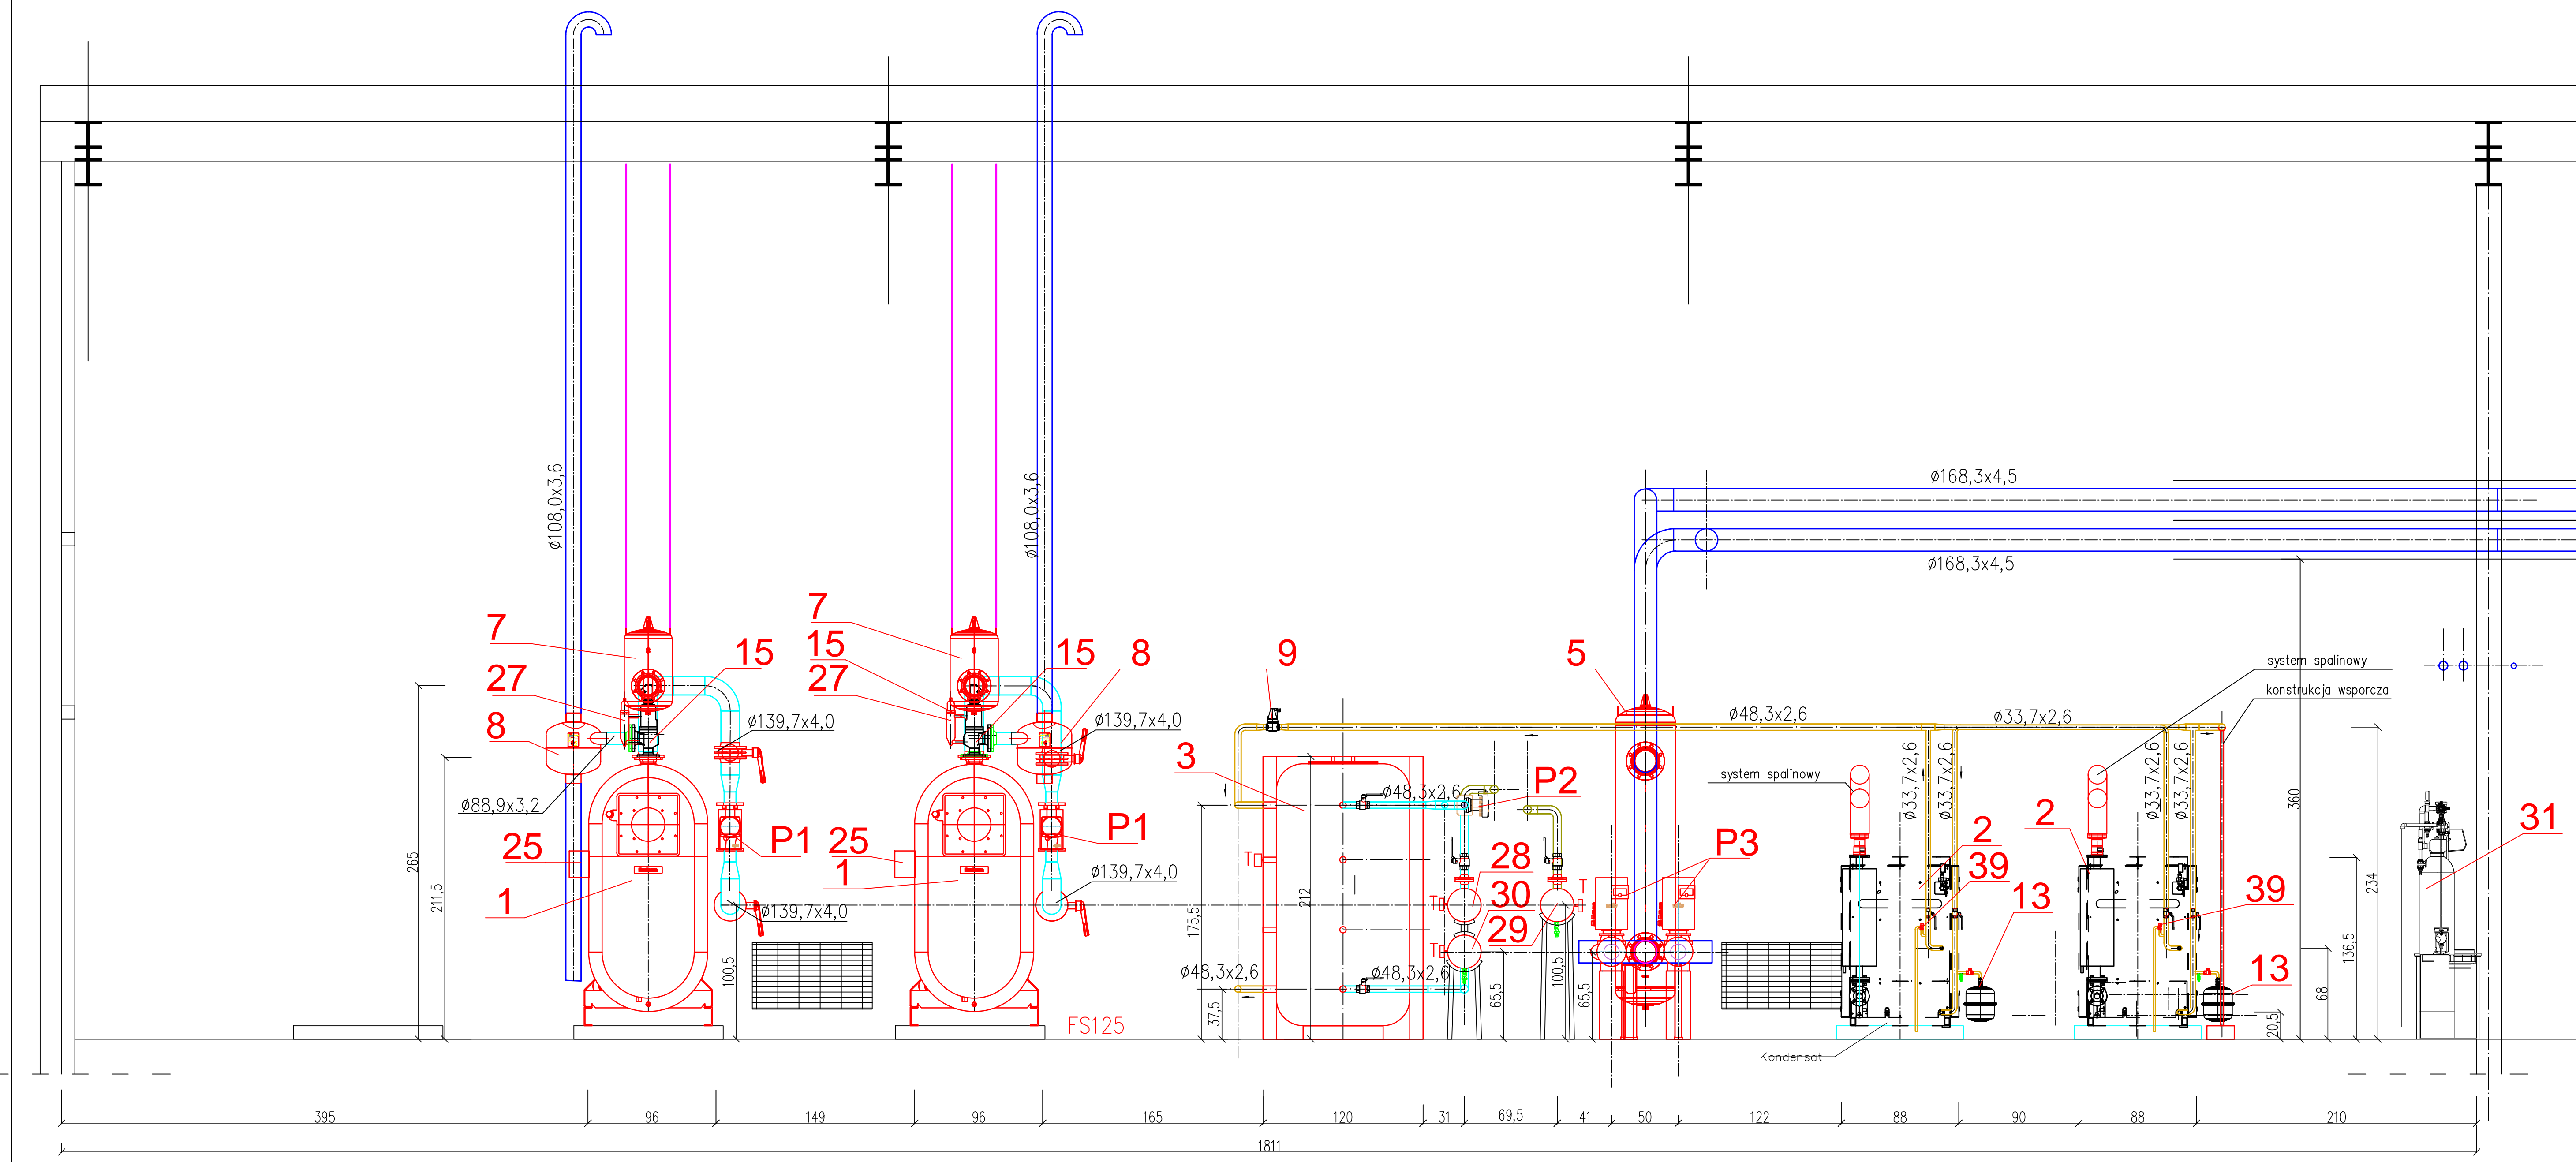 ø108,0x3,6
ø108,0x3,6
ø168,3x4,5
ø168,3x4,5
360
7
7
15
27
15
27
15
8
9
5
system spalinowy
konstrukcja wsporcza
8
ø139,7x4,0
ø139,7x4,0
ø48,3x2,6
ø33,7x2,6
3
ø48,3x2,6
P2
system spalinowy
ø33,7x2,6
ø33,7x2,6
ø33,7x2,6
ø33,7x2,6
ø88,9x3,2
265
211,5
25
P1
25
P1
1
1
ø139,7x4,0
ø139,7x4,0
T
T
T
T
T
212
175,5
28
30
29
P3
2
2
39
39
13
13
31
234
136,5
68
20,5
100,5
ø48,3x2,6
ø48,3x2,6
37,5
65,5
100,5
65,5
FS125
Kondensat
395
96
149
96
165
120
31
69,5
41
50
122
88
90
88
210
1811